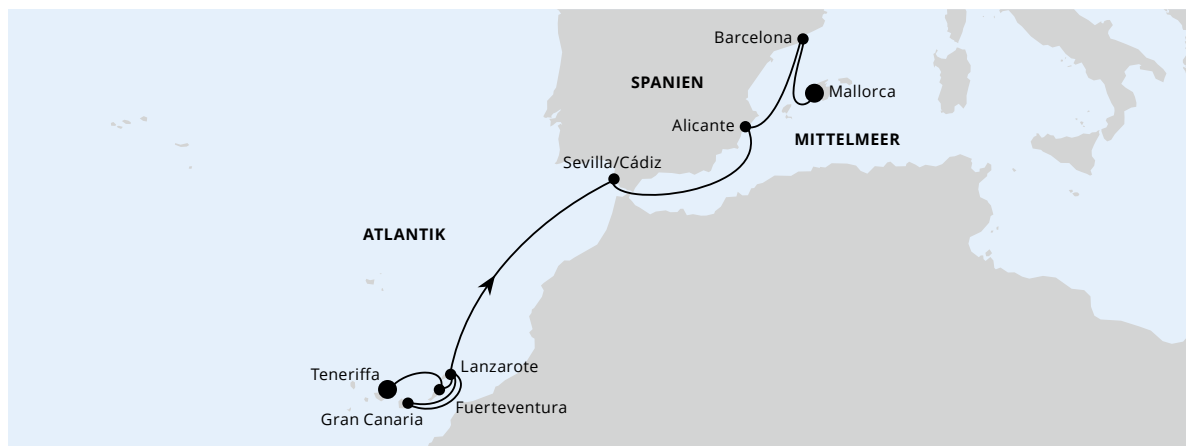 Barcelona
SPANIEN
Mallorca
Alicante
MITTELMEER
Sevilla/Cádiz
ATLANTIK
Lanzarote
Teneriffa
Fuerteventura
Gran Canaria